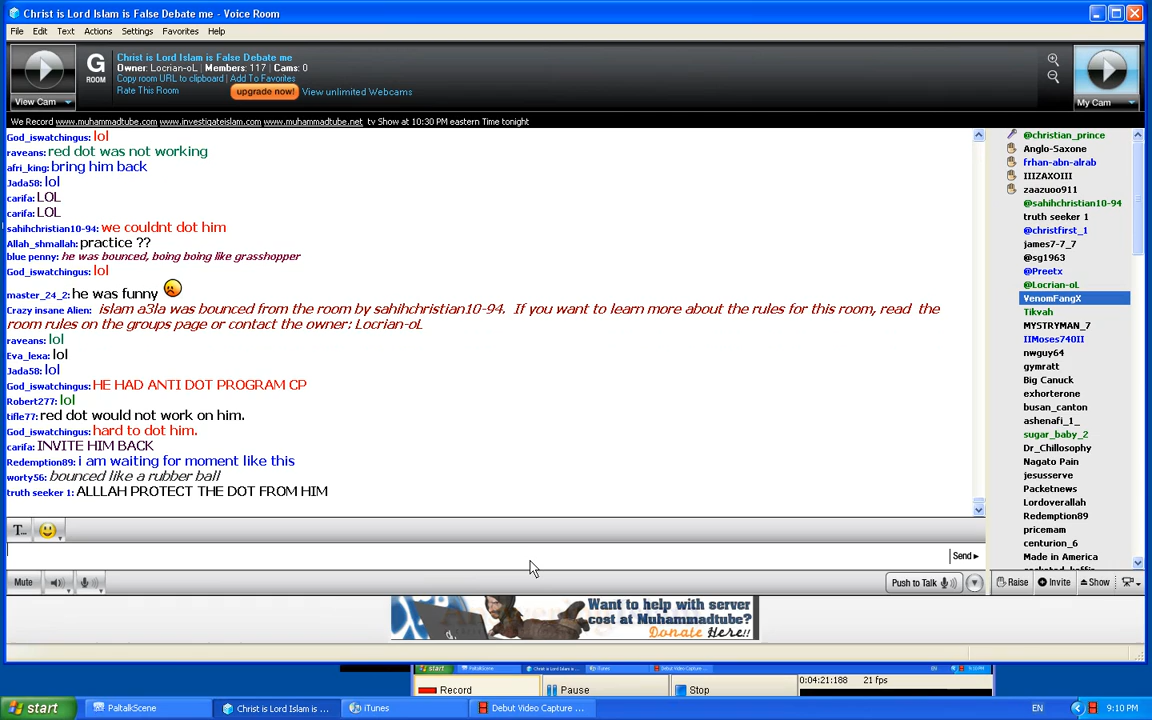 Christ is Lord Islam is False Debate me - Voice Room
File Edit Text Actions Settings Favorites Help
View Cam
G
ROOM
Christ is Lord Islam is False Debate me
Owner: Locrian-oL | Members: 117 | Cams: 0
Copy room URL to clipboard | Add To Favorites
Rate This Room
upgrade now! View unlimited Webcams
My Cam
We Record www.muhammadtube.com www.investigateislam.com www.muhammadtube.net tv Show at 10:30 PM eastern Time tonight
God_iswatchingus: lol
raveans: red dot was not working
afri_king: bring him back
Jada58: lol
carifa: LOL
carifa: LOL
sahihchristian10-94: we couldnt dot him
Allah_shmallah: practice ??
blue penny: he was bounced, boing boing like grasshopper
God_iswatchingus: lol
master_24_2: he was funny
Crazy insane Alien: islam a3la was bounced from the room by sahihchristian10-94. If you want to learn more about the rules for this room, read the
room rules on the groups page or contact the owner: Locrian-oL
raveans: lol
Eva_lexa: lol
Jada58: lol
God_iswatchingus: HE HAD ANTI DOT PROGRAM CP
Robert277: lol
tifle77: red dot would not work on him.
God_iswatchingus: hard to dot him.
carifa: INVITE HIM BACK
Redemption89: i am waiting for moment like this
worty56: bounced like a rubber ball
truth seeker 1: ALLLAH PROTECT THE DOT FROM HIM
@christian_prince
Anglo-Saxone
frhan-abn-alrab
IIIZAXOIII
zaazuoo911
@sahihchristian10-94
truth seeker 1
@christfirst_1
james7-7_7
@sg1963
@Preetx
@Locrian-oL
VenomFangX
Tikvah
MYSTRYMAN_7
IIMoses740II
nwguy64
gymratt
Big Canuck
exhorterone
busan_canton
ashenafi_1_
sugar_baby_2
Dr_Chillosophy
Nagato Pain
jesusserve
Packetnews
Lordoverallah
Redemption89
pricemam
centurion_6
Made in America
T...
Send
Mute
Push to Talk
Raise Invite Show
Want to help with server
cost at Muhammadtube?
Donate Here!!
start
0:04:21:188 21 fps
Record Pause Stop
start PaltalkScene Christ is Lord Islam is ... iTunes Debut Video Capture ... EN 9:10 PM